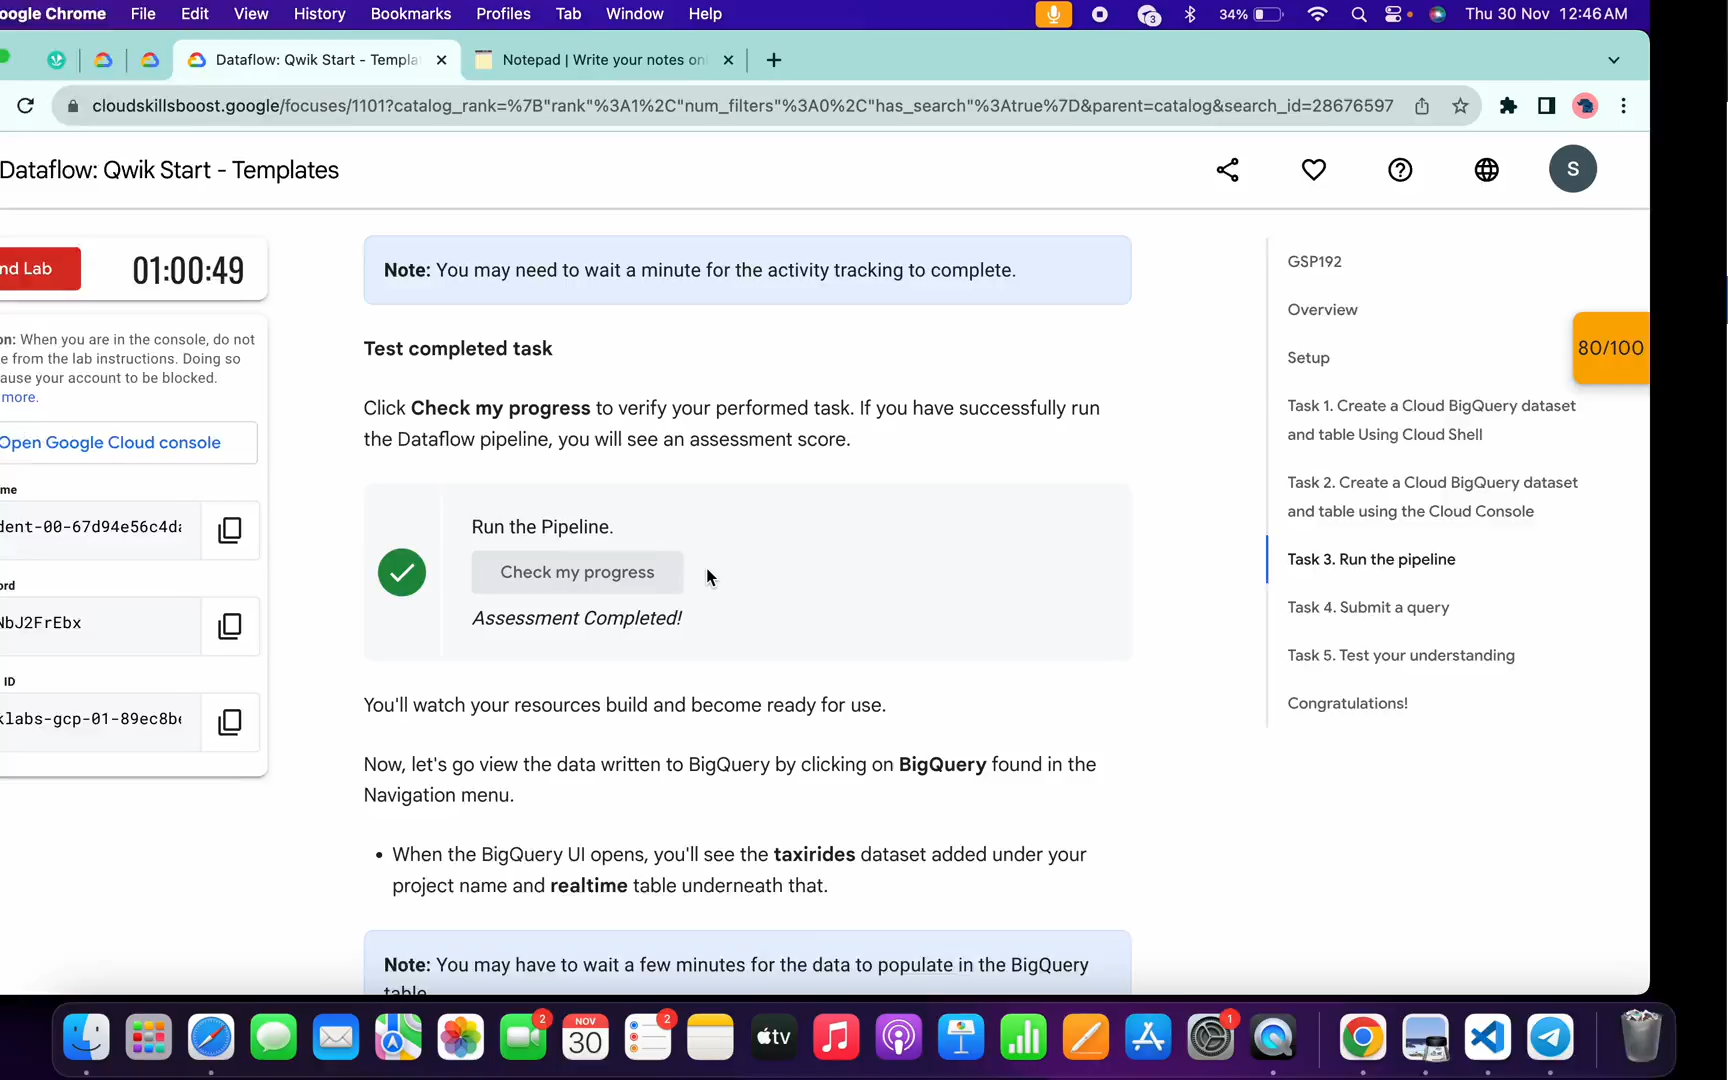 oogle Chrome File Edit View History Bookmarks Profiles Tab Window Help 3 34% Thu 30 Nov 12:46 AM
Dataflow: Qwik Start - Templa Notepad | Write your notes onl
cloudskillsboost.google/focuses/1101?catalog_rank=%7B"rank"%3A1%2C"num_filters"%3A0%2C"has_search"%3Atrue%7D&parent=catalog&search_id=28676597
Dataflow: Qwik Start - Templates S
nd Lab 01:00:49
on: When you are in the console, do not
e from the lab instructions. Doing so
ause your account to be blocked.
more.
Open Google Cloud console
me
dent-00-67d94e56c4da
ord
NbJ2FrEbx
ID
klabs-gcp-01-89ec8be
Note: You may need to wait a minute for the activity tracking to complete.
Test completed task
Click Check my progress to verify your performed task. If you have successfully run
the Dataflow pipeline, you will see an assessment score.
Run the Pipeline.
Check my progress
Assessment Completed!
You'll watch your resources build and become ready for use.
Now, let's go view the data written to BigQuery by clicking on BigQuery found in the
Navigation menu.
• When the BigQuery UI opens, you'll see the taxirides dataset added under your
project name and realtime table underneath that.
Note: You may have to wait a few minutes for the data to populate in the BigQuery
table
GSP192
Overview
Setup
Task 1. Create a Cloud BigQuery dataset
and table Using Cloud Shell
Task 2. Create a Cloud BigQuery dataset
and table using the Cloud Console
Task 3. Run the pipeline
Task 4. Submit a query
Task 5. Test your understanding
Congratulations!
80/100
2 NOV 30 2 tv 1